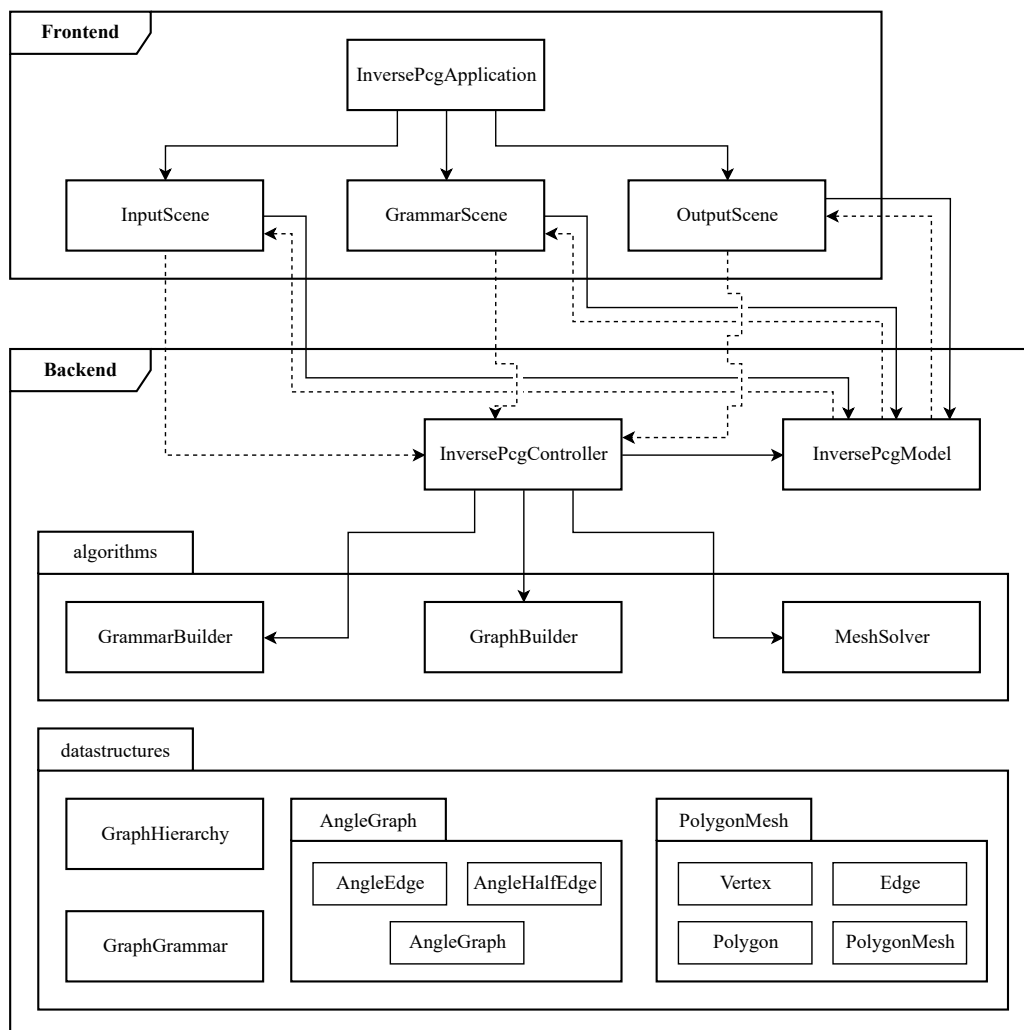 Frontend
InversePcgApplication
InputScene
GrammarScene
OutputScene
Backend
InversePcgController
InversePcgModel
algorithms
GrammarBuilder
GraphBuilder
MeshSolver
datastructures
GraphHierarchy
AngleGraph
PolygonMesh
AngleEdge
AngleHalfEdge
Vertex
Edge
GraphGrammar
AngleGraph
Polygon
PolygonMesh